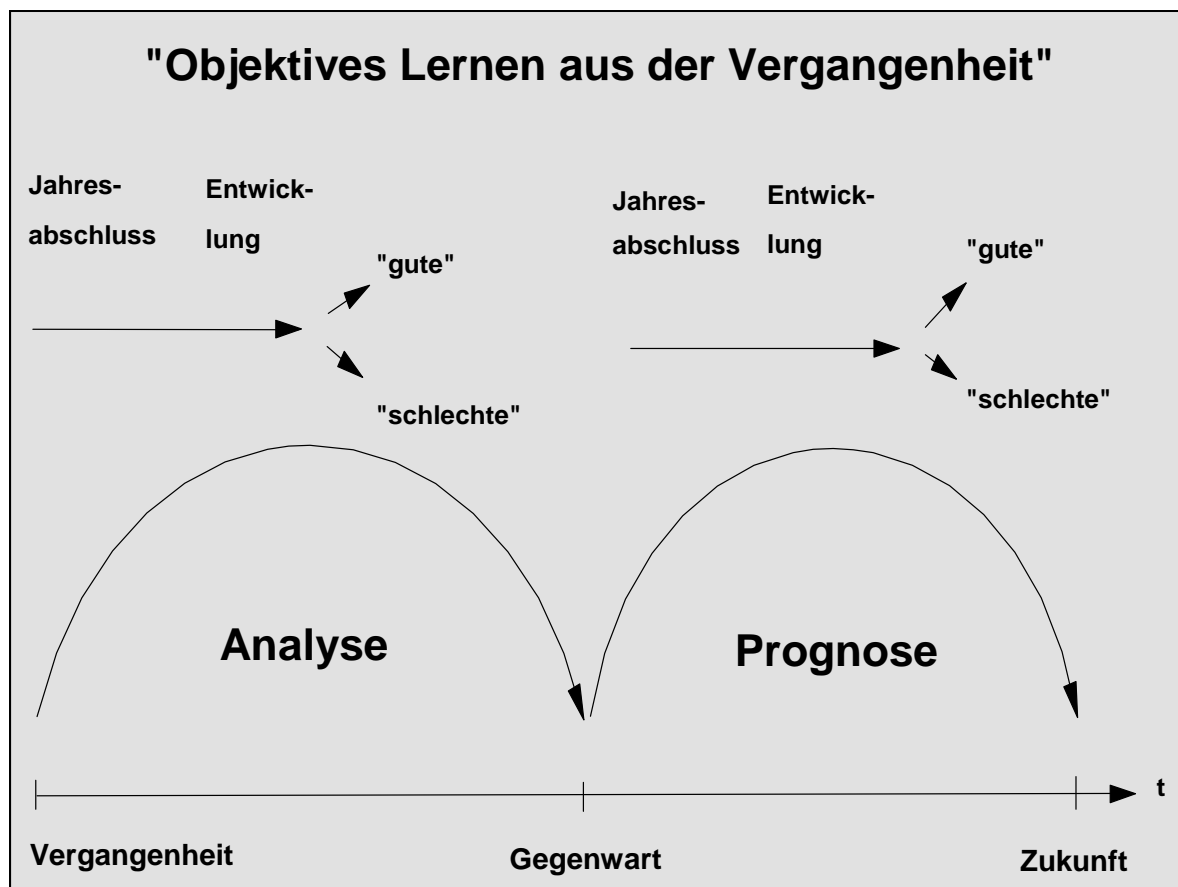 "Objektives Lernen aus der Vergangenheit"
Jahres-
abschluss
Entwick-
lung
"gute"
"schlechte"
Jahres-
abschluss
Entwick-
lung
"gute"
"schlechte"
Analyse
Prognose
t
Vergangenheit
Gegenwart
Zukunft